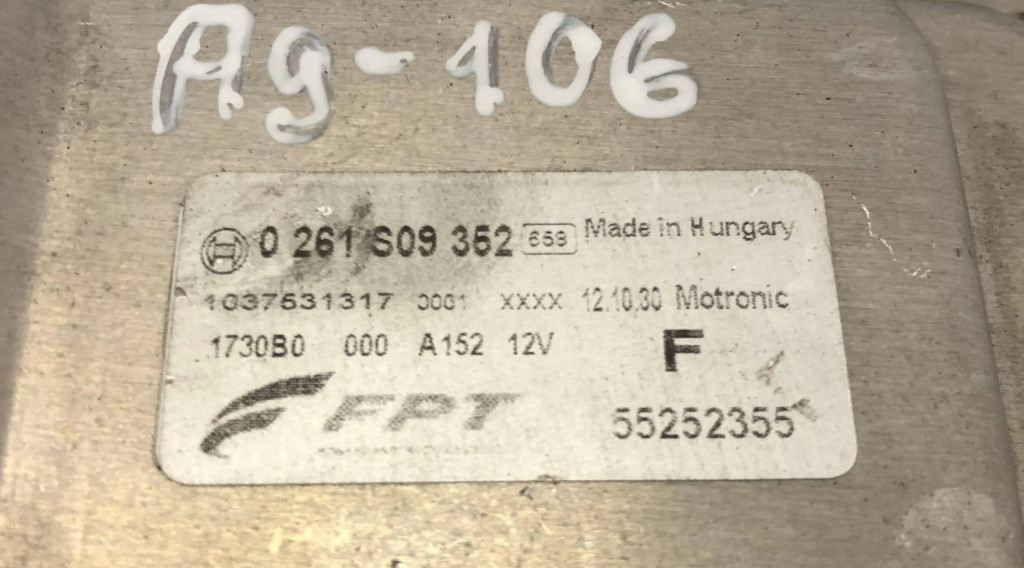 Ag-106
0 261 S09 352 658 Made in Hungary
1037531317 0001 XXXX 12.10.30 Motronic
1730B0 000 A152 12V F
FPT
55252355